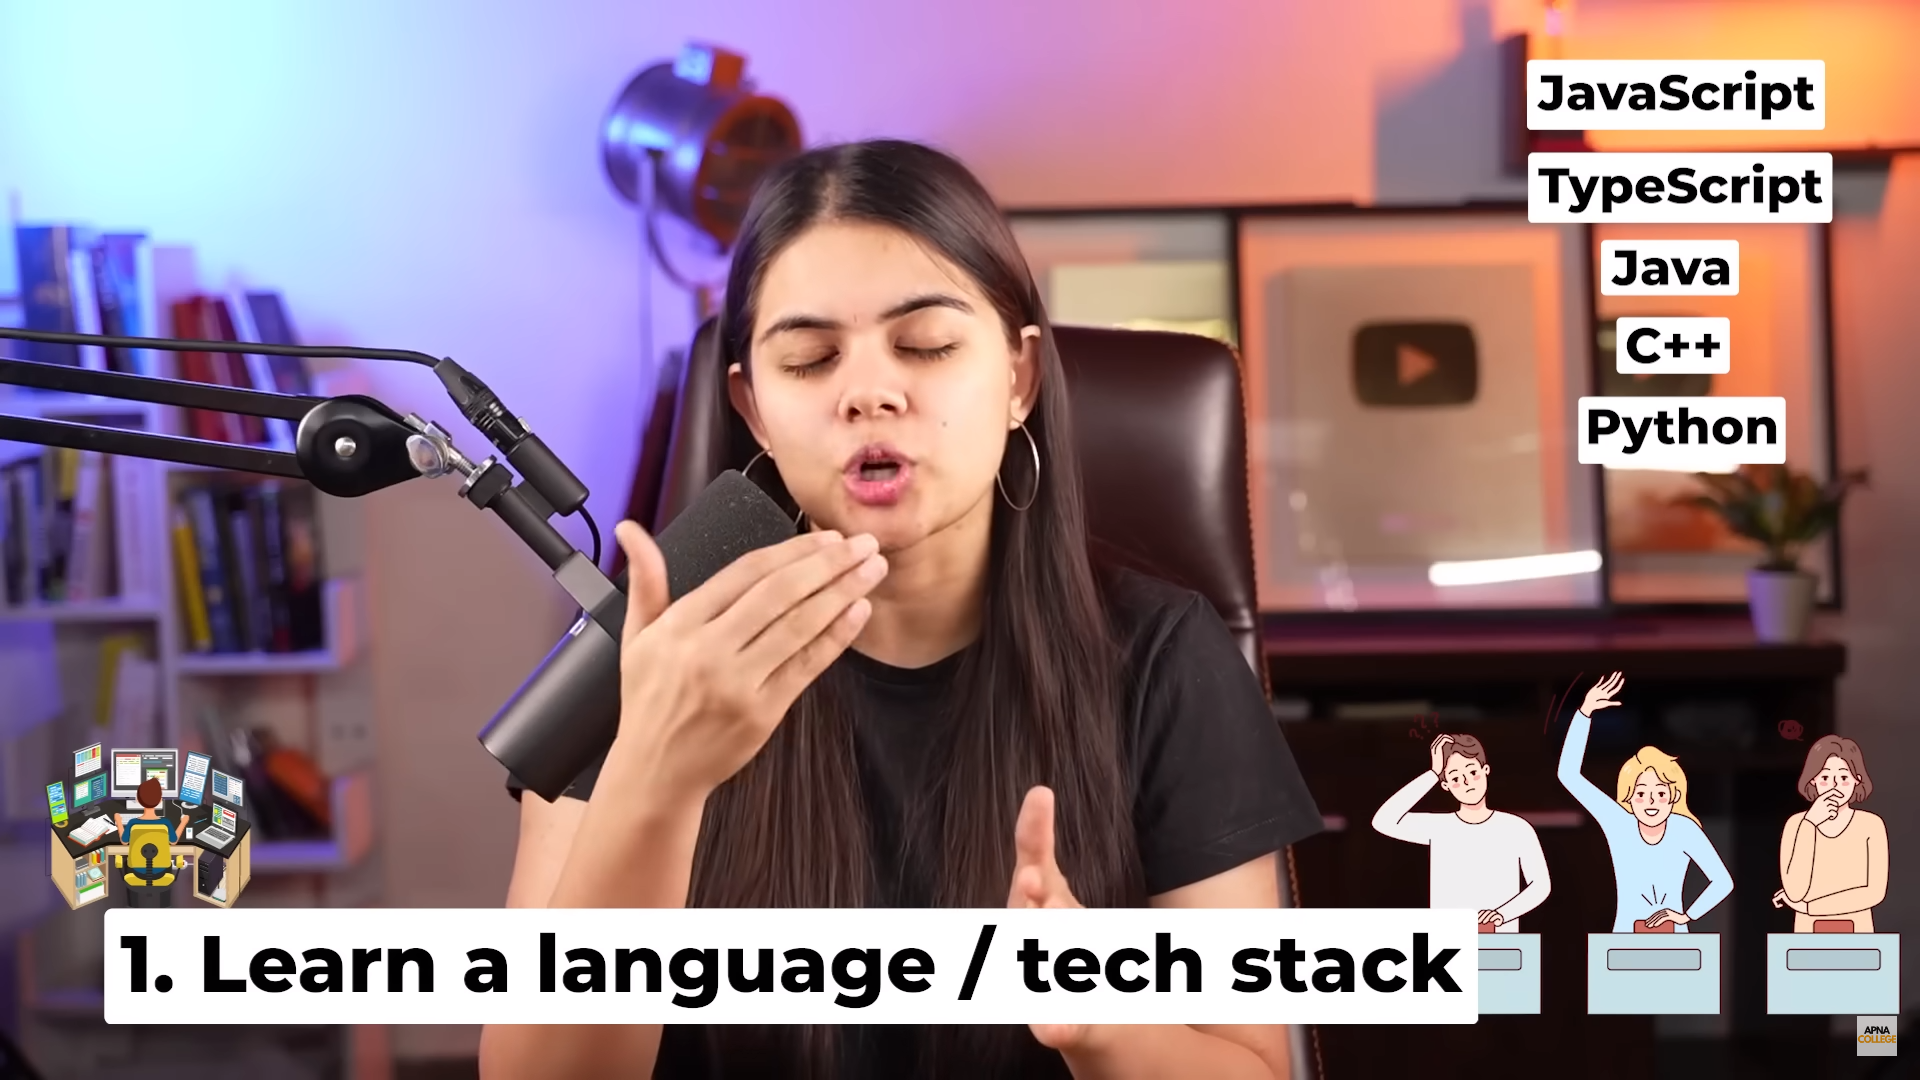 JavaScript
TypeScript
Java
C++
Python
1. Learn a language / tech stack
APNA
COLLEGE